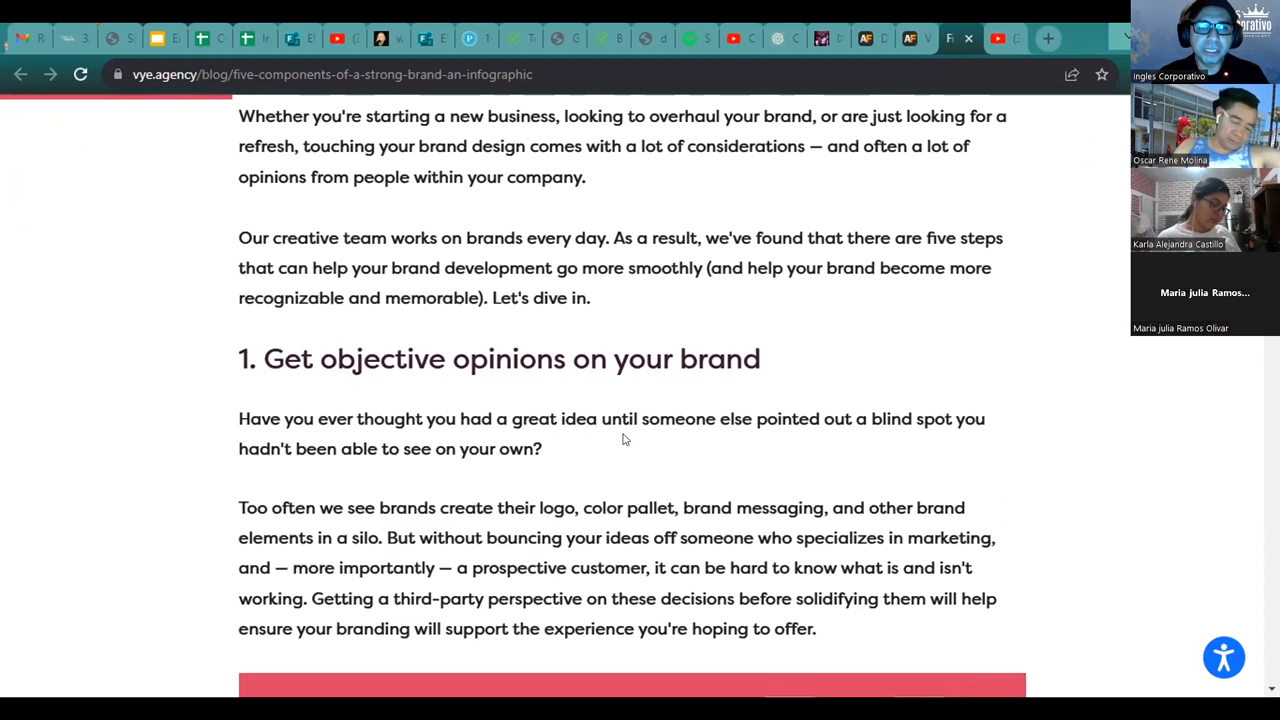 vye.agency/blog/five-components-of-a-strong-brand-an-infographic
Whether you're starting a new business, looking to overhaul your brand, or are just looking for a
refresh, touching your brand design comes with a lot of considerations — and often a lot of
opinions from people within your company.
Our creative team works on brands every day. As a result, we've found that there are five steps
that can help your brand development go more smoothly (and help your brand become more
recognizable and memorable). Let's dive in.
1. Get objective opinions on your brand
Have you ever thought you had a great idea until someone else pointed out a blind spot you
hadn't been able to see on your own?
Too often we see brands create their logo, color pallet, brand messaging, and other brand
elements in a silo. But without bouncing your ideas off someone who specializes in marketing,
and — more importantly — a prospective customer, it can be hard to know what is and isn't
working. Getting a third-party perspective on these decisions before solidifying them will help
ensure your branding will support the experience you're hoping to offer.
Ingles Corporativo
Oscar Rene Molina
Karla Alejandra Castillo
Maria julia Ramos...
Maria julia Ramos Olivar